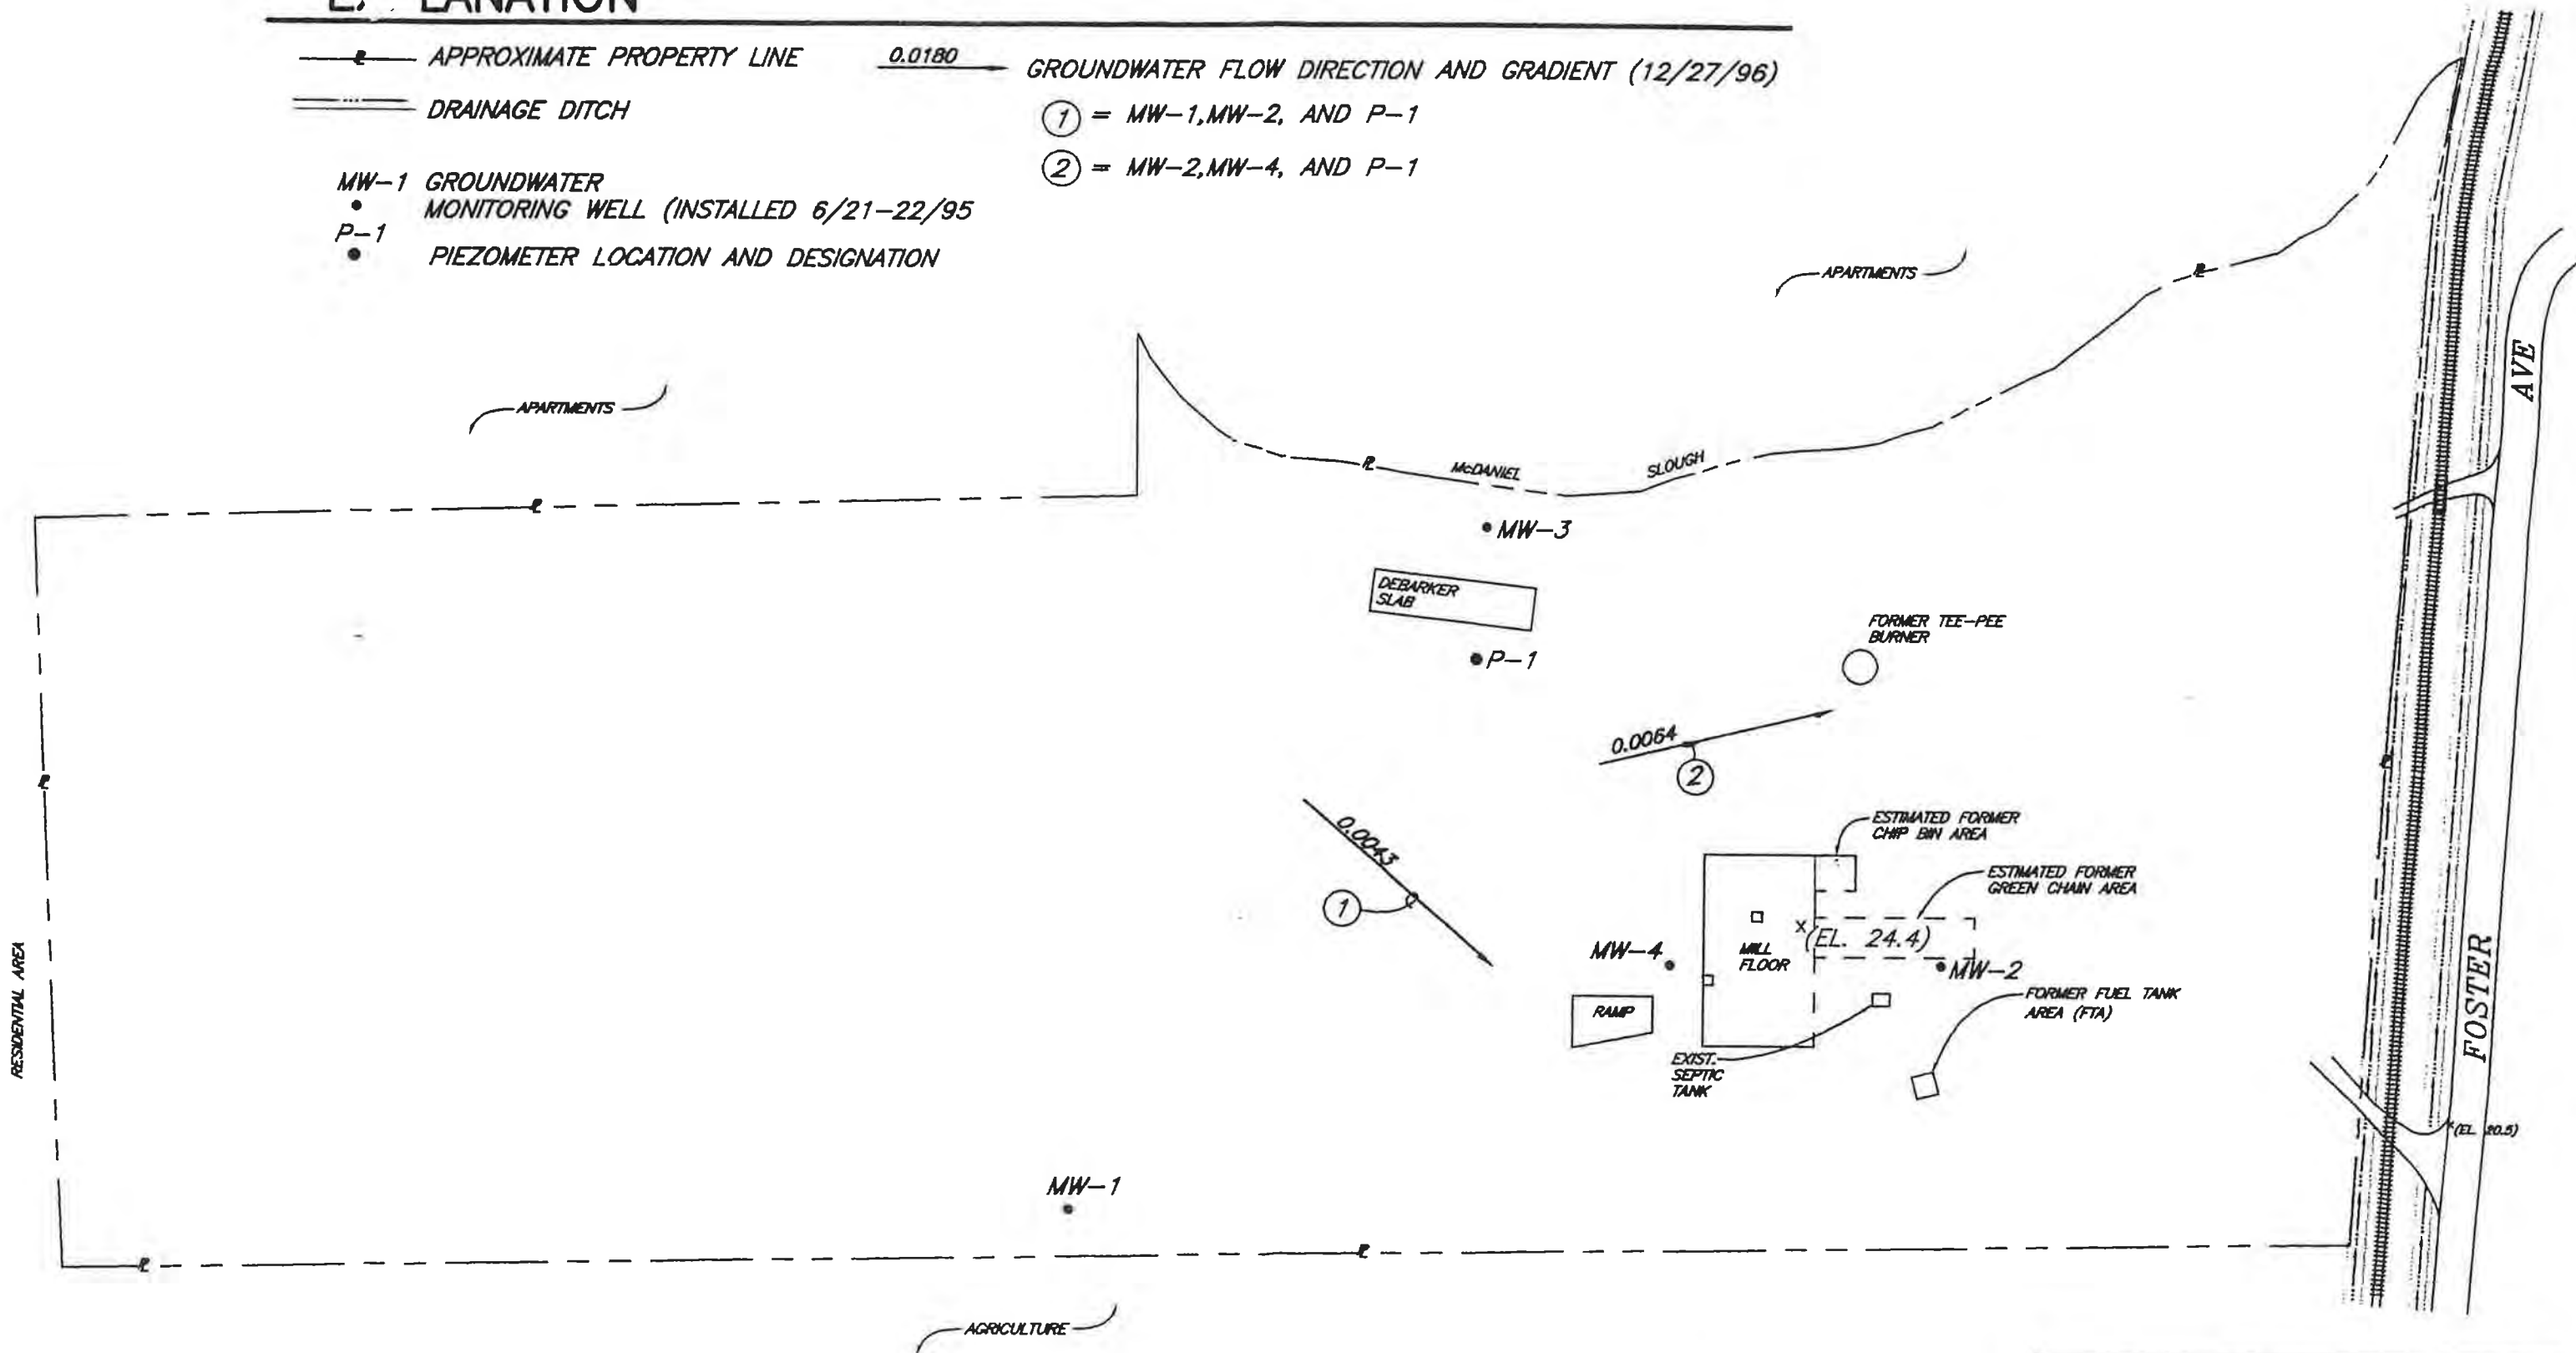 LANATION
APPROXIMATE PROPERTY LINE
DRAINAGE DITCH
MW-1 GROUNDWATER
MONITORING WELL (INSTALLED 6/21-22/95
P-1
PIEZOMETER LOCATION AND DESIGNATION
0.0180
GROUNDWATER FLOW DIRECTION AND GRADIENT (12/27/96)
1 = MW-1,MW-2, AND P-1
2 = MW-2,MW-4, AND P-1
APARTMENTS
APARTMENTS
AVE
McDANIEL
SLOUGH
MW-3
DEBARKER
SLAB
P-1
FORMER TEE-PEE
BURNER
0.0064
2
0.0043
1
ESTIMATED FORMER
CHIP BIN AREA
ESTIMATED FORMER
GREEN CHAIN AREA
X
(EL. 24.4)
MILL
FLOOR
MW-4
MW-2
RAMP
FORMER FUEL TANK
AREA (FTA)
EXIST.
SEPTIC
TANK
FOSTER
RESIDENTIAL AREA
MW-1
AGRICULTURE